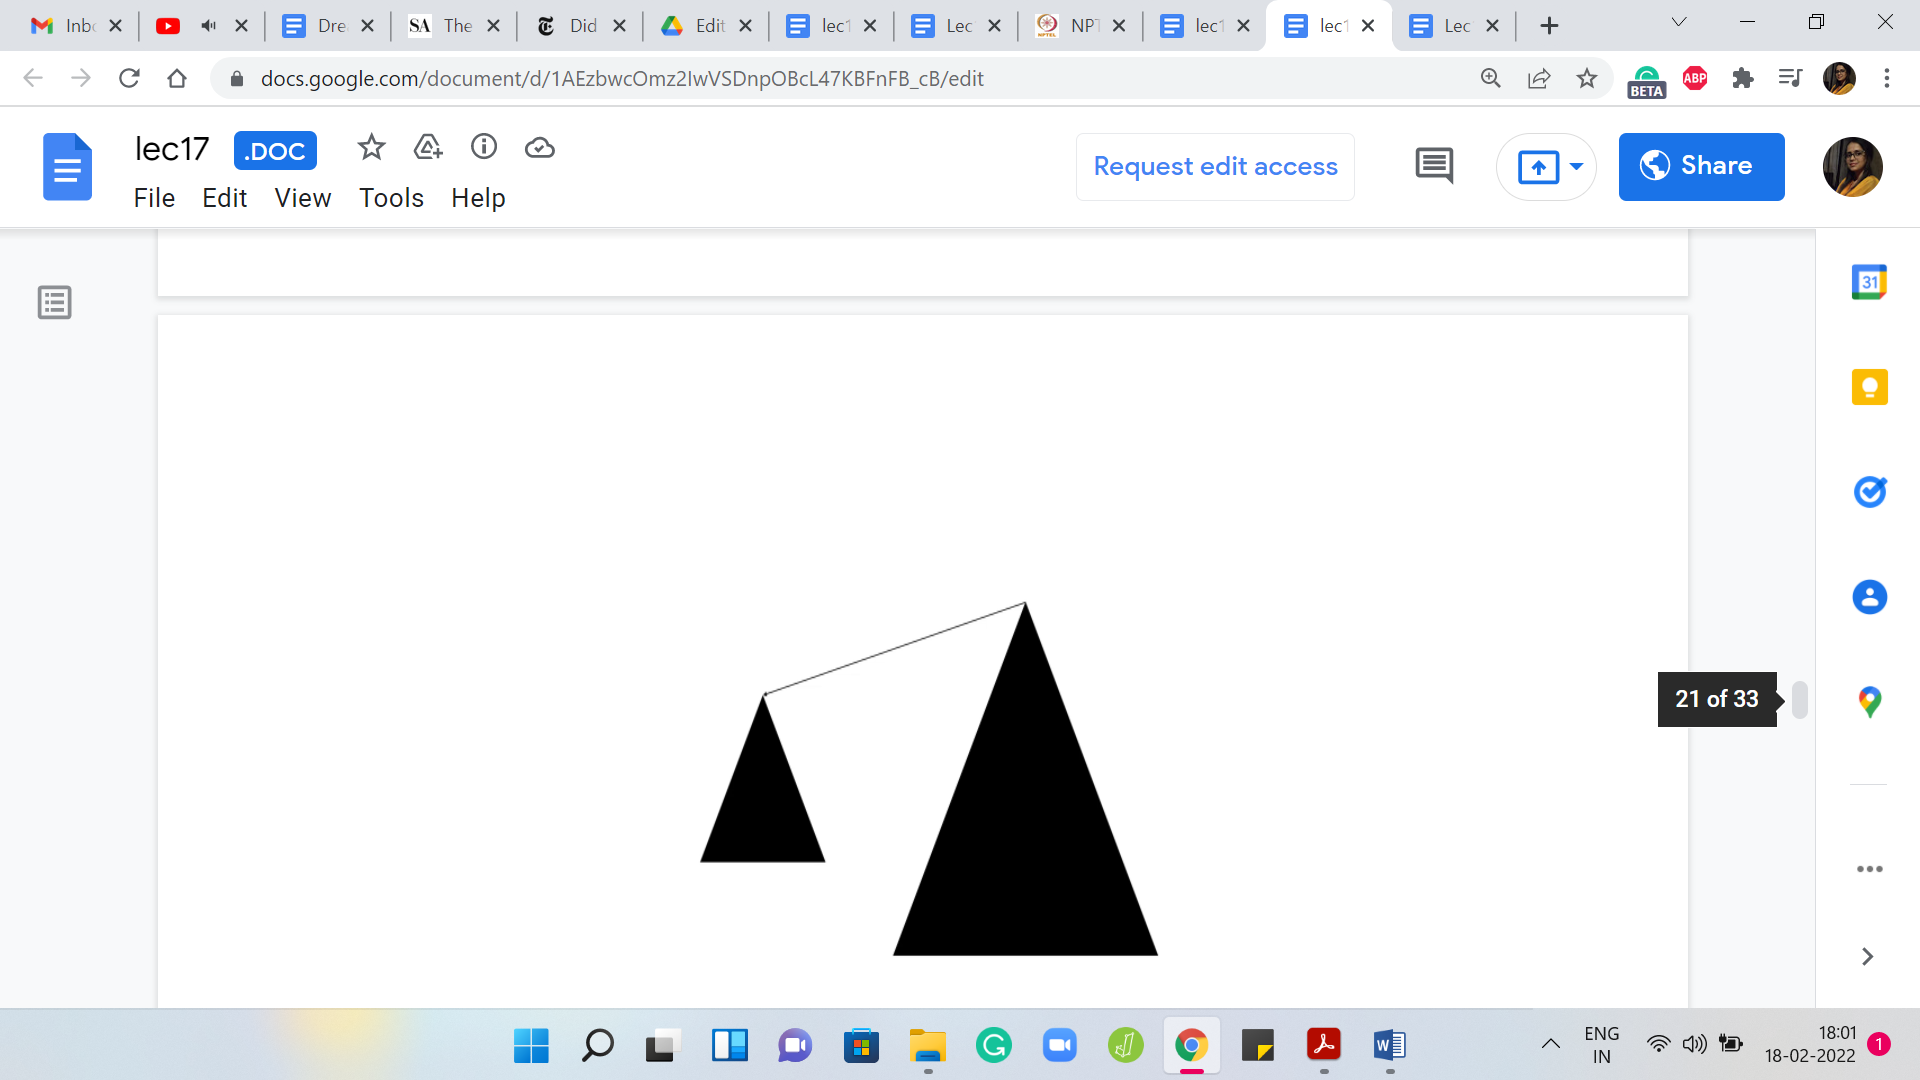 Inbo
Dre
SA The
Did
Edit
lec1
Lec
NPT
lec1
lec1
Lec
docs.google.com/document/d/1AEzbwcOmz2IwVSDnpOBcL47KBFnFB_cB/edit
ABP
BETA
lec17 .DOC
Request edit access
Share
File Edit View Tools Help
31
21 of 33
ENG
IN
18:01
18-02-2022
1